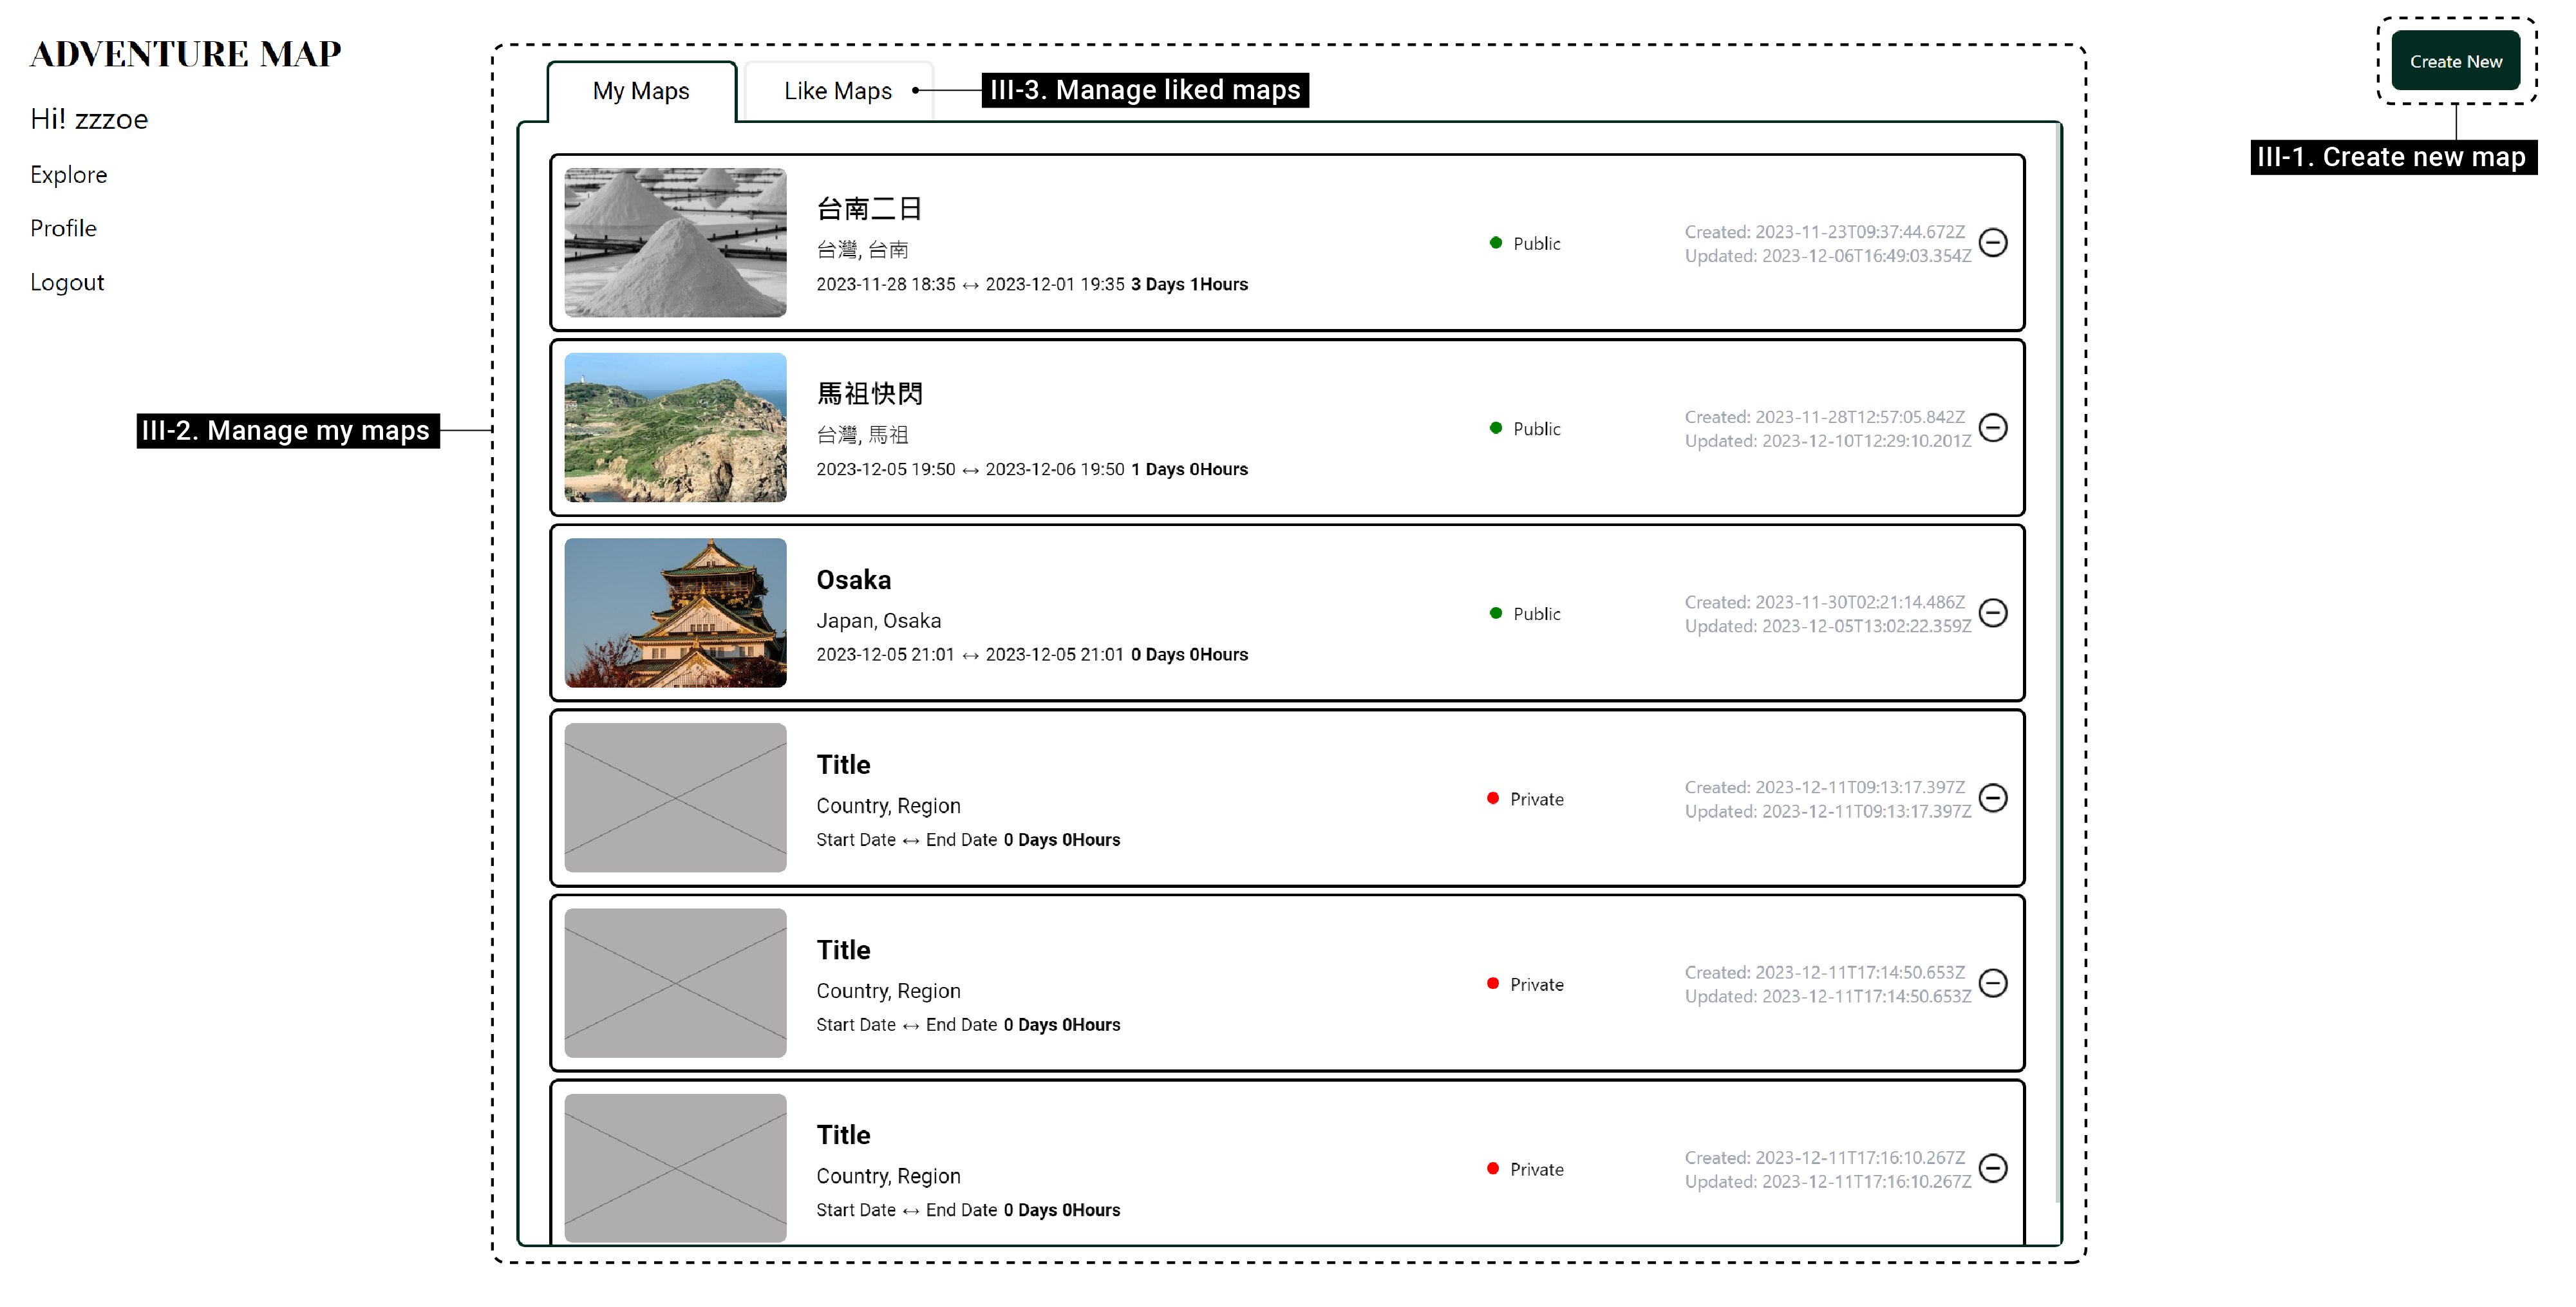 ADVENTURE MAP
Hi! zzzoe
Explore
Profile
Logout
III-2. Manage my maps
My Maps
Like Maps
III-3. Manage liked maps
Create New
III-1. Create new map
台南二日
台灣, 台南
2023-11-28 18:35 ↔ 2023-12-01 19:35 3 Days 1Hours
Public
Created: 2023-11-23T09:37:44.672Z
Updated: 2023-12-06T16:49:03.354Z
馬祖快閃
台灣, 馬祖
2023-12-05 19:50 ↔ 2023-12-06 19:50 1 Days 0Hours
Public
Created: 2023-11-28T12:57:05.842Z
Updated: 2023-12-10T12:29:10.201Z
Osaka
Japan, Osaka
2023-12-05 21:01 ↔ 2023-12-05 21:01 0 Days 0Hours
Public
Created: 2023-11-30T02:21:14.486Z
Updated: 2023-12-05T13:02:22.359Z
Title
Country, Region
Start Date ↔ End Date 0 Days 0Hours
Private
Created: 2023-12-11T09:13:17.397Z
Updated: 2023-12-11T09:13:17.397Z
Title
Country, Region
Start Date ↔ End Date 0 Days 0Hours
Private
Created: 2023-12-11T17:14:50.653Z
Updated: 2023-12-11T17:14:50.653Z
Title
Country, Region
Start Date ↔ End Date 0 Days 0Hours
Private
Created: 2023-12-11T17:16:10.267Z
Updated: 2023-12-11T17:16:10.267Z